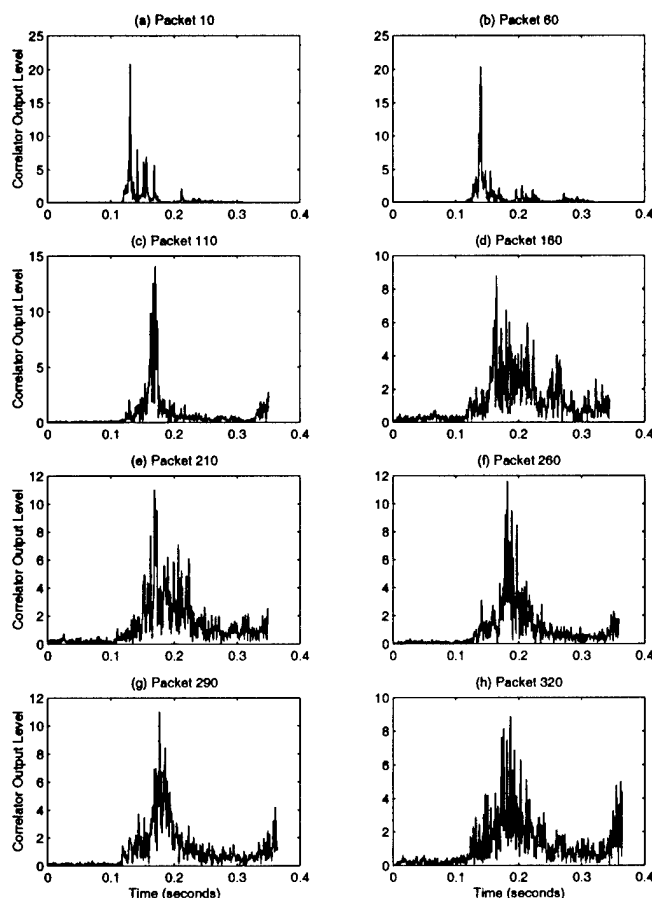 (a) Packet 10
(b) Packet 60
Correlator Output Level
25
20
15
10
5
0
0 0.1 0.2 0.3 0.4
25
20
15
10
5
0
0 0.1 0.2 0.3 0.4
(c) Packet 110
(d) Packet 160
Correlator Output Level
15
10
5
0
0 0.1 0.2 0.3 0.4
10
8
6
4
2
0
0 0.1 0.2 0.3 0.4
(e) Packet 210
(f) Packet 260
Correlator Output Level
12
10
8
6
4
2
0
0 0.1 0.2 0.3 0.4
12
10
8
6
4
2
0
0 0.1 0.2 0.3 0.4
(g) Packet 290
(h) Packet 320
Correlator Output Level
12
10
8
6
4
2
0
0 0.1 0.2 0.3 0.4
Time (seconds)
10
8
6
4
2
0
0 0.1 0.2 0.3 0.4
Time (seconds)